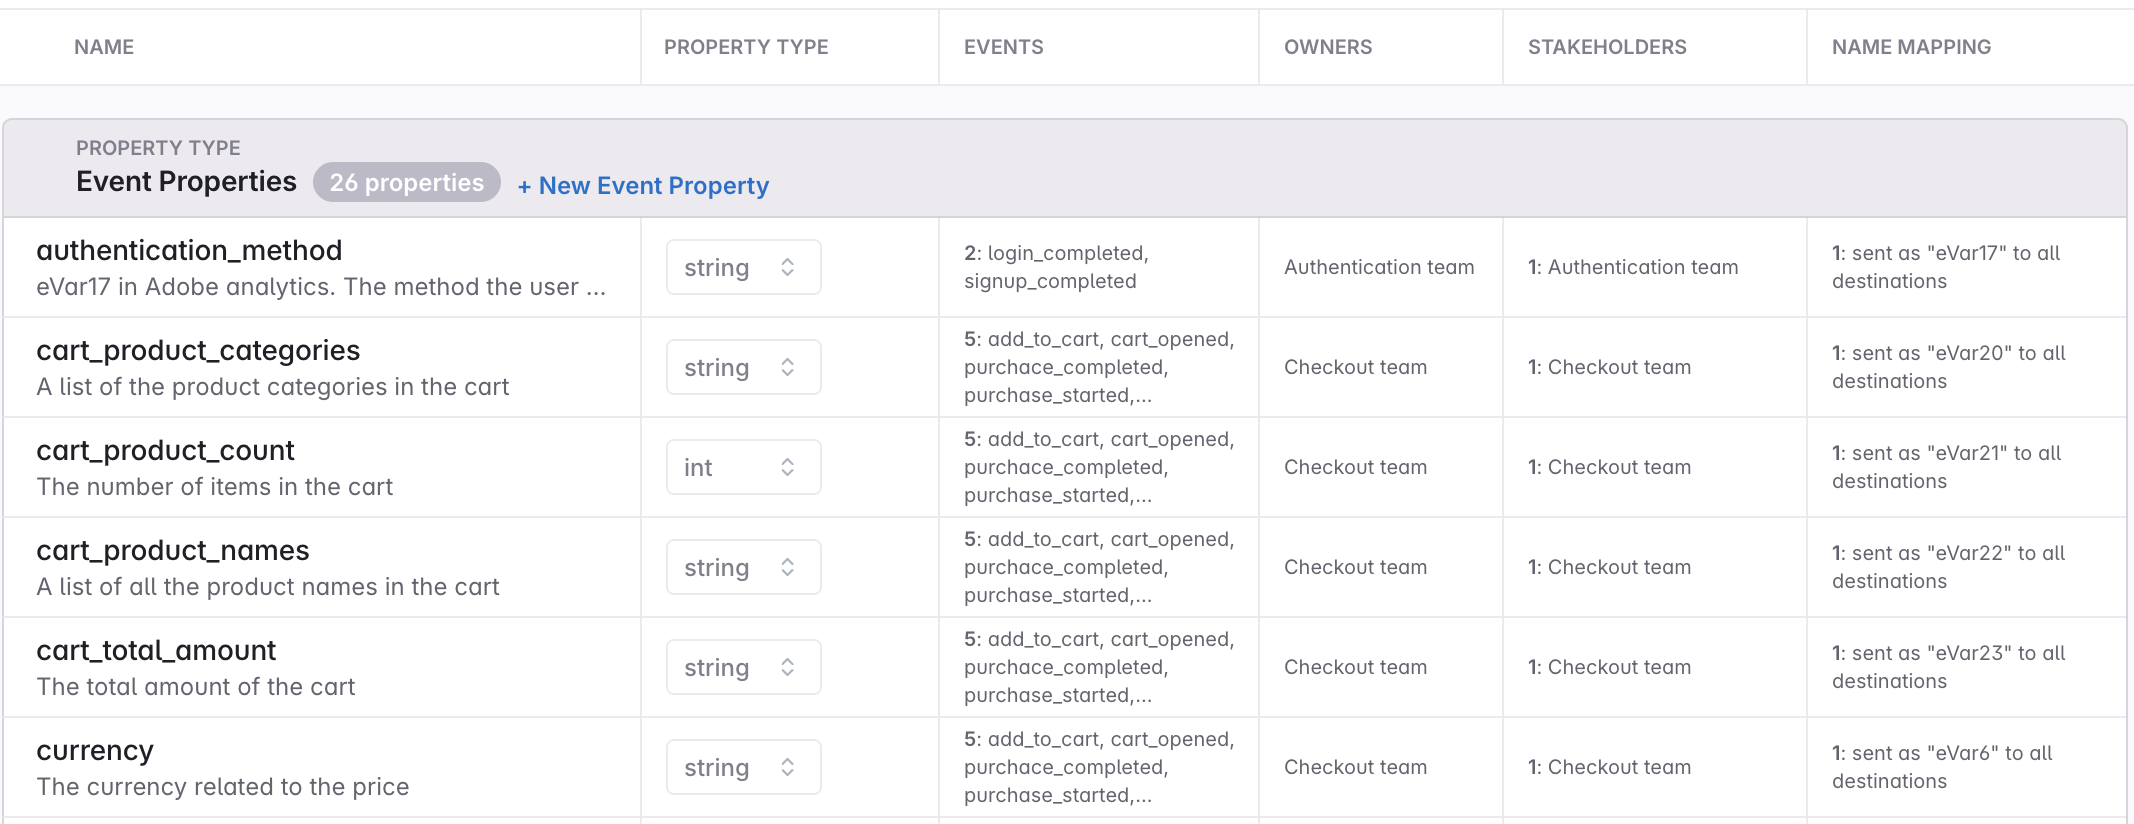 NAME
PROPERTY TYPE
EVENTS
OWNERS
STAKEHOLDERS
NAME MAPPING
PROPERTY TYPE
Event Properties
26 properties
+ New Event Property
authentication_method
eVar17 in Adobe analytics. The method the user ...
string
2: login_completed,
signup_completed
Authentication team
1: Authentication team
1: sent as "eVar17" to all
destinations
cart_product_categories
A list of the product categories in the cart
string
5: add_to_cart, cart_opened,
purchace_completed,
purchase_started,...
Checkout team
1: Checkout team
1: sent as "eVar20" to all
destinations
cart_product_count
The number of items in the cart
int
5: add_to_cart, cart_opened,
purchace_completed,
purchase_started,...
Checkout team
1: Checkout team
1: sent as "eVar21" to all
destinations
cart_product_names
A list of all the product names in the cart
string
5: add_to_cart, cart_opened,
purchace_completed,
purchase_started,...
Checkout team
1: Checkout team
1: sent as "eVar22" to all
destinations
cart_total_amount
The total amount of the cart
string
5: add_to_cart, cart_opened,
purchace_completed,
purchase_started,...
Checkout team
1: Checkout team
1: sent as "eVar23" to all
destinations
currency
The currency related to the price
string
5: add_to_cart, cart_opened,
purchace_completed,
purchase_started,...
Checkout team
1: Checkout team
1: sent as "eVar6" to all
destinations